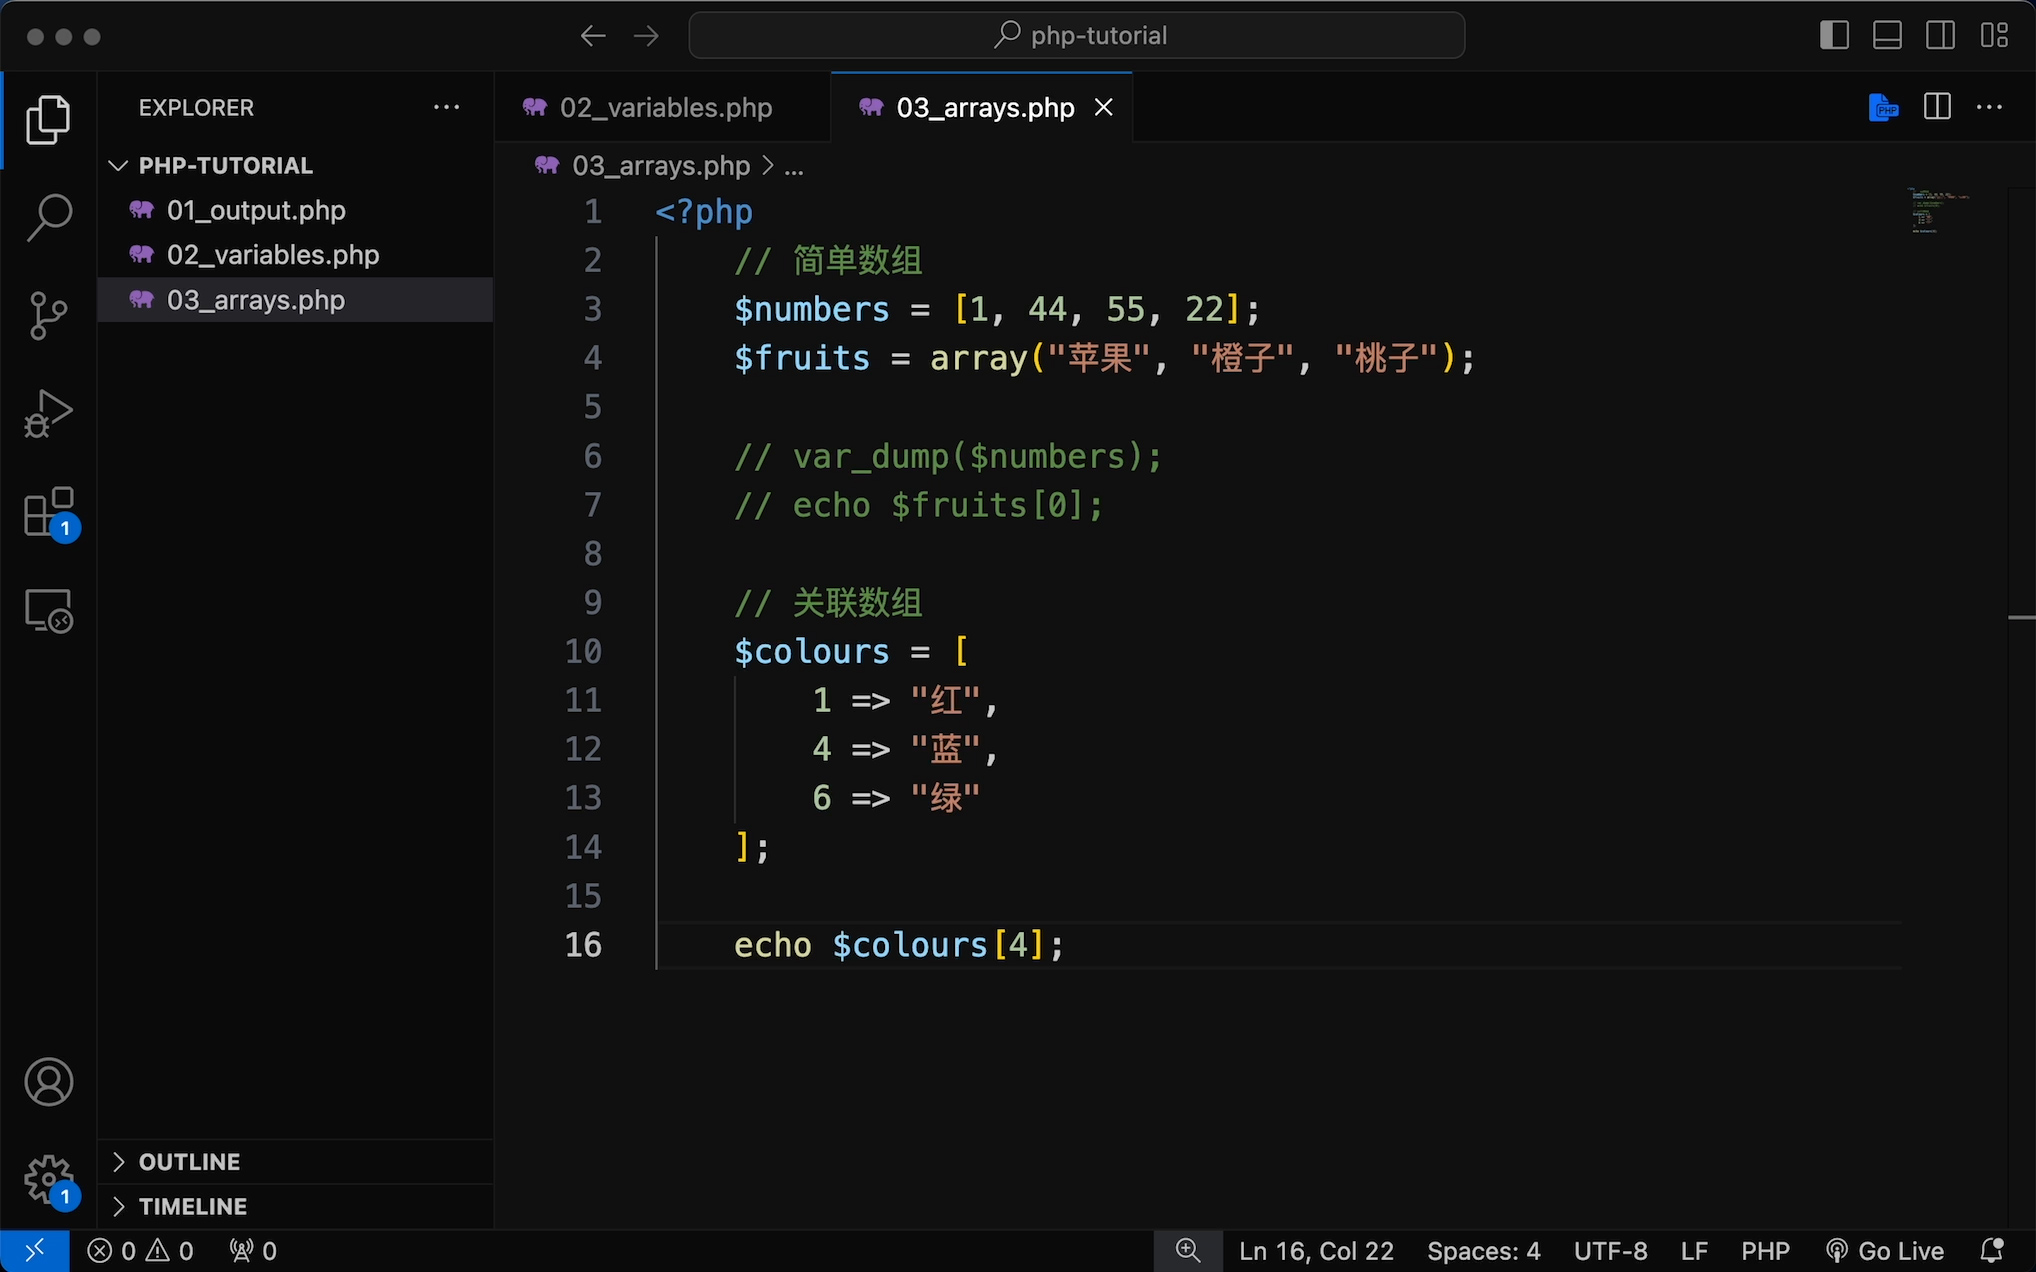 php-tutorial
EXPLORER
PHP-TUTORIAL
01_output.php
02_variables.php
03_arrays.php
02_variables.php
03_arrays.php
03_arrays.php > ...
1 <?php
2 // 简单数组
3 $numbers = [1, 44, 55, 22];
4 $fruits = array("苹果", "橙子", "桃子");
5
6 // var_dump($numbers);
7 // echo $fruits[0];
8
9 // 关联数组
10 $colours = [
11 1 => "红",
12 4 => "蓝",
13 6 => "绿"
14 ];
15
16 echo $colours[4];
1
OUTLINE
TIMELINE
1
0 0 0 Ln 16, Col 22 Spaces: 4 UTF-8 LF PHP Go Live